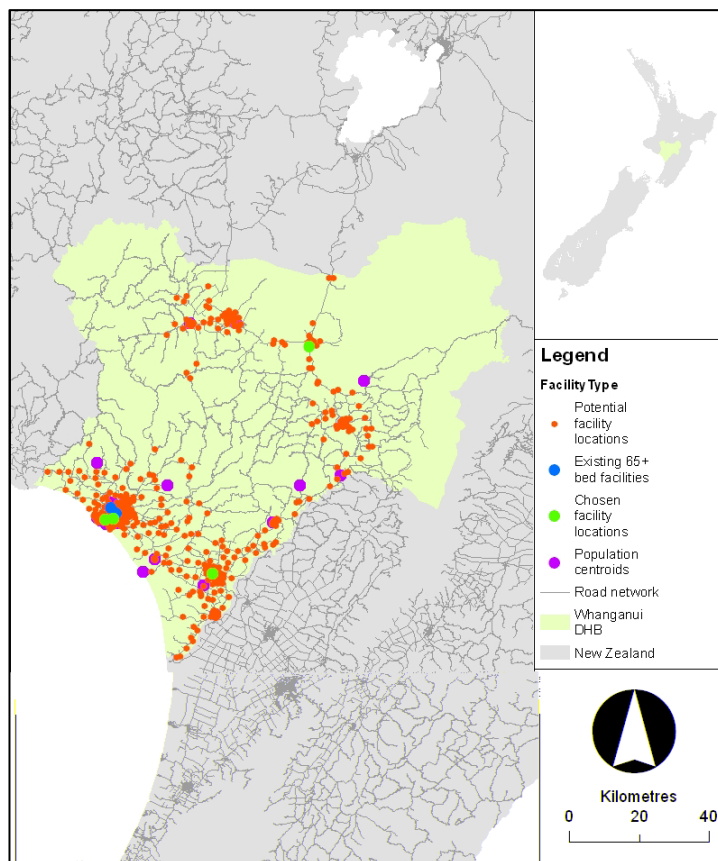 Legend
Facility Type
Potential
facility
locations
Existing 65+
bed facilities
Chosen
facility
locations
Population
centroids
Road network
Whanganui
DHB
New Zealand
Kilometres
0 20 40